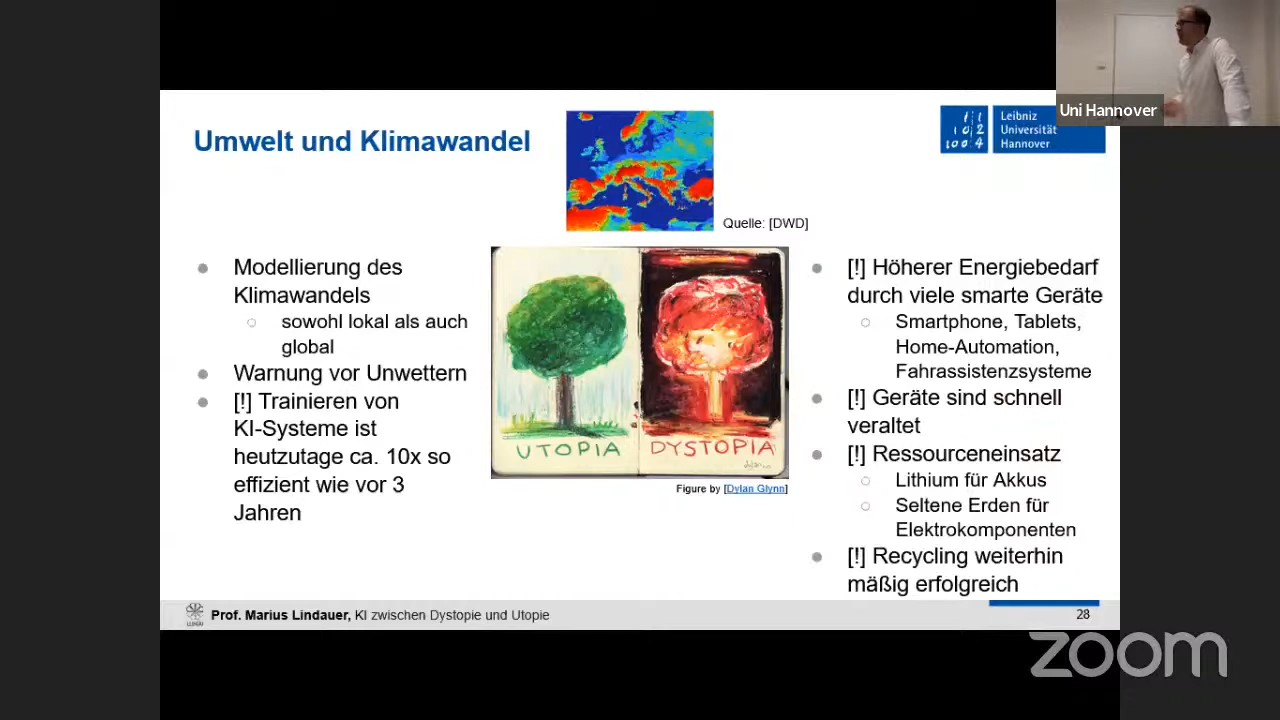 Uni Hannover
Umwelt und Klimawandel
Leibniz
Universität
Hannover
Quelle: [DWD]
Modellierung des
Klimawandels
sowohl lokal als auch
global
Warnung vor Unwettern
[!] Trainieren von
KI-Systeme ist
heutzutage ca. 10x so
effizient wie vor 3
Jahren
UTOPIA
DYSTOPIA
Figure by [Dylan Glynn]
[!] Höherer Energiebedarf
durch viele smarte Geräte
Smartphone, Tablets,
Home-Automation,
Fahrassistenzsysteme
[!] Geräte sind schnell
veraltet
[!] Ressourceneinsatz
Lithium für Akkus
Seltene Erden für
Elektrokomponenten
[!] Recycling weiterhin
mäßig erfolgreich
Prof. Marius Lindauer, KI zwischen Dystopie und Utopie
28
zoom